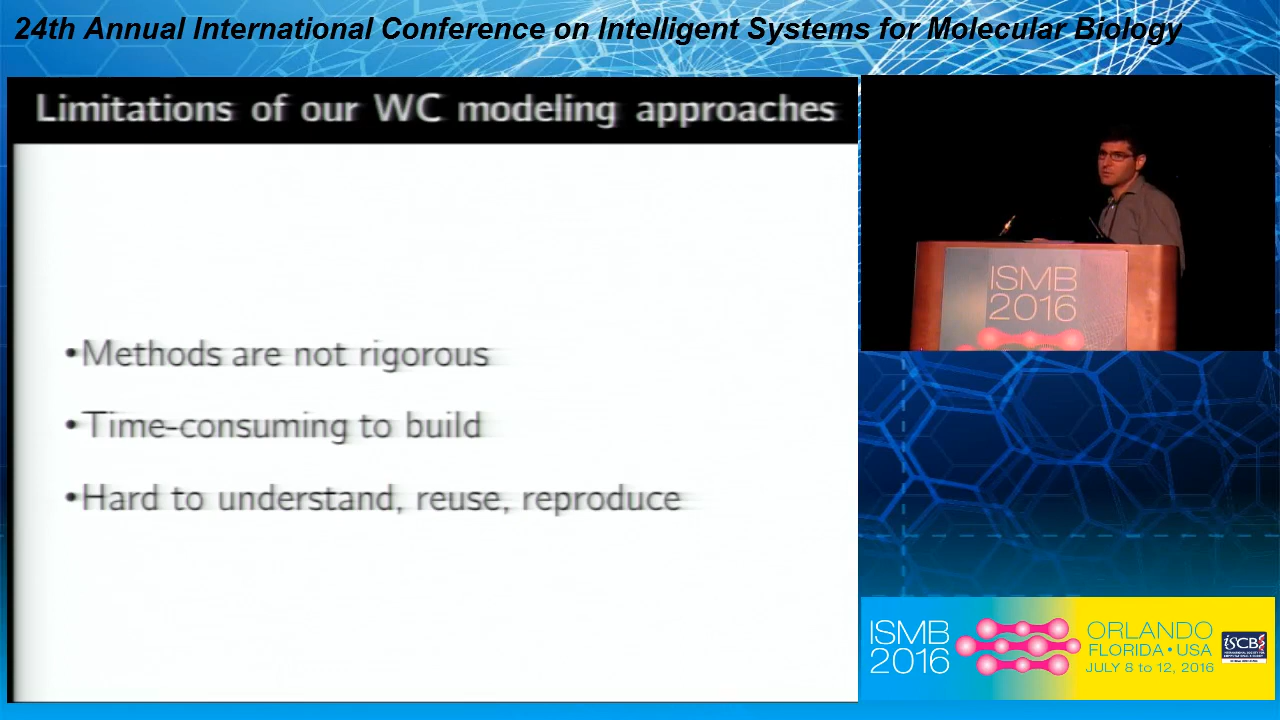 24th Annual International Conference on Intelligent Systems for Molecular Biology
Limitations of our WC modeling approaches
•Methods are not rigorous
•Time-consuming to build
•Hard to understand, reuse, reproduce
ISMB
2016
ISMB
2016
ORLANDO
FLORIDA • USA
JULY 8 to 12, 2016
ISCB